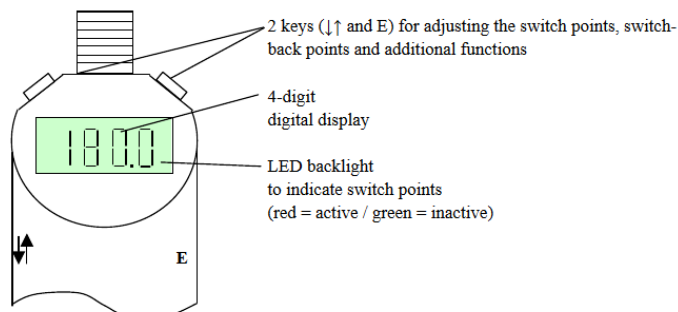 2 keys (↓↑ and E) for adjusting the switch points, switch-
back points and additional functions
4-digit
digital display
180.0
LED backlight
to indicate switch points
(red = active / green = inactive)
↓↑
E